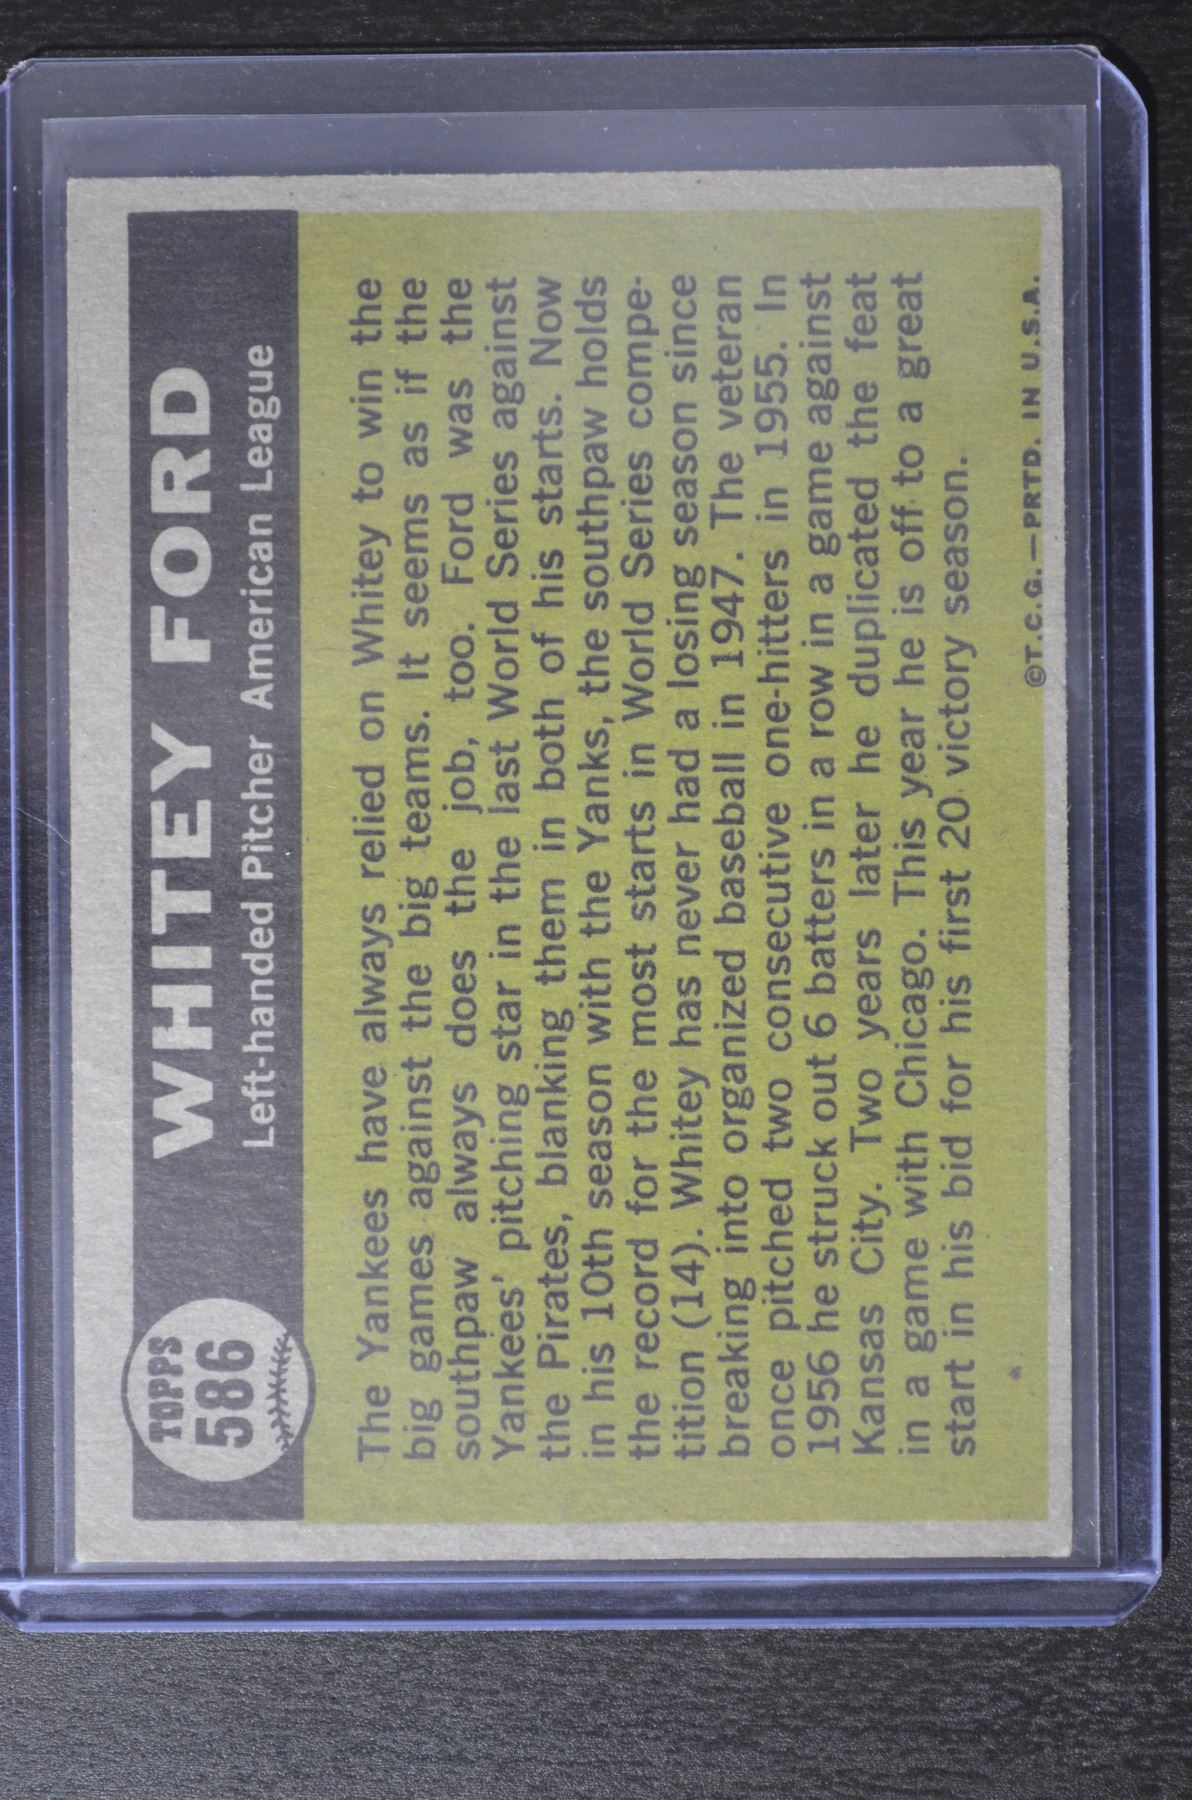 TOPPS
586
WHITEY FORD
Left-handed Pitcher American League
The Yankees have always relied on Whitey to win the
big games against the big teams. It seems as if the
southpaw always does the job, too. Ford was the
Yankees' pitching star in the last World Series against
the Pirates, blanking them in both of his starts. Now
in his 10th season with the Yanks, the southpaw holds
the record for the most starts in World Series compe-
tition (14). Whitey has never had a losing season since
breaking into organized baseball in 1947. The veteran
once pitched two consecutive one-hitters in 1955. In
1956 he struck out 6 batters in a row in a game against
Kansas City. Two years later he duplicated the feat
in a game with Chicago. This year he is off to a great
start in his bid for his first 20 victory season.
©T.C.G.—PRTD. IN U.S.A.